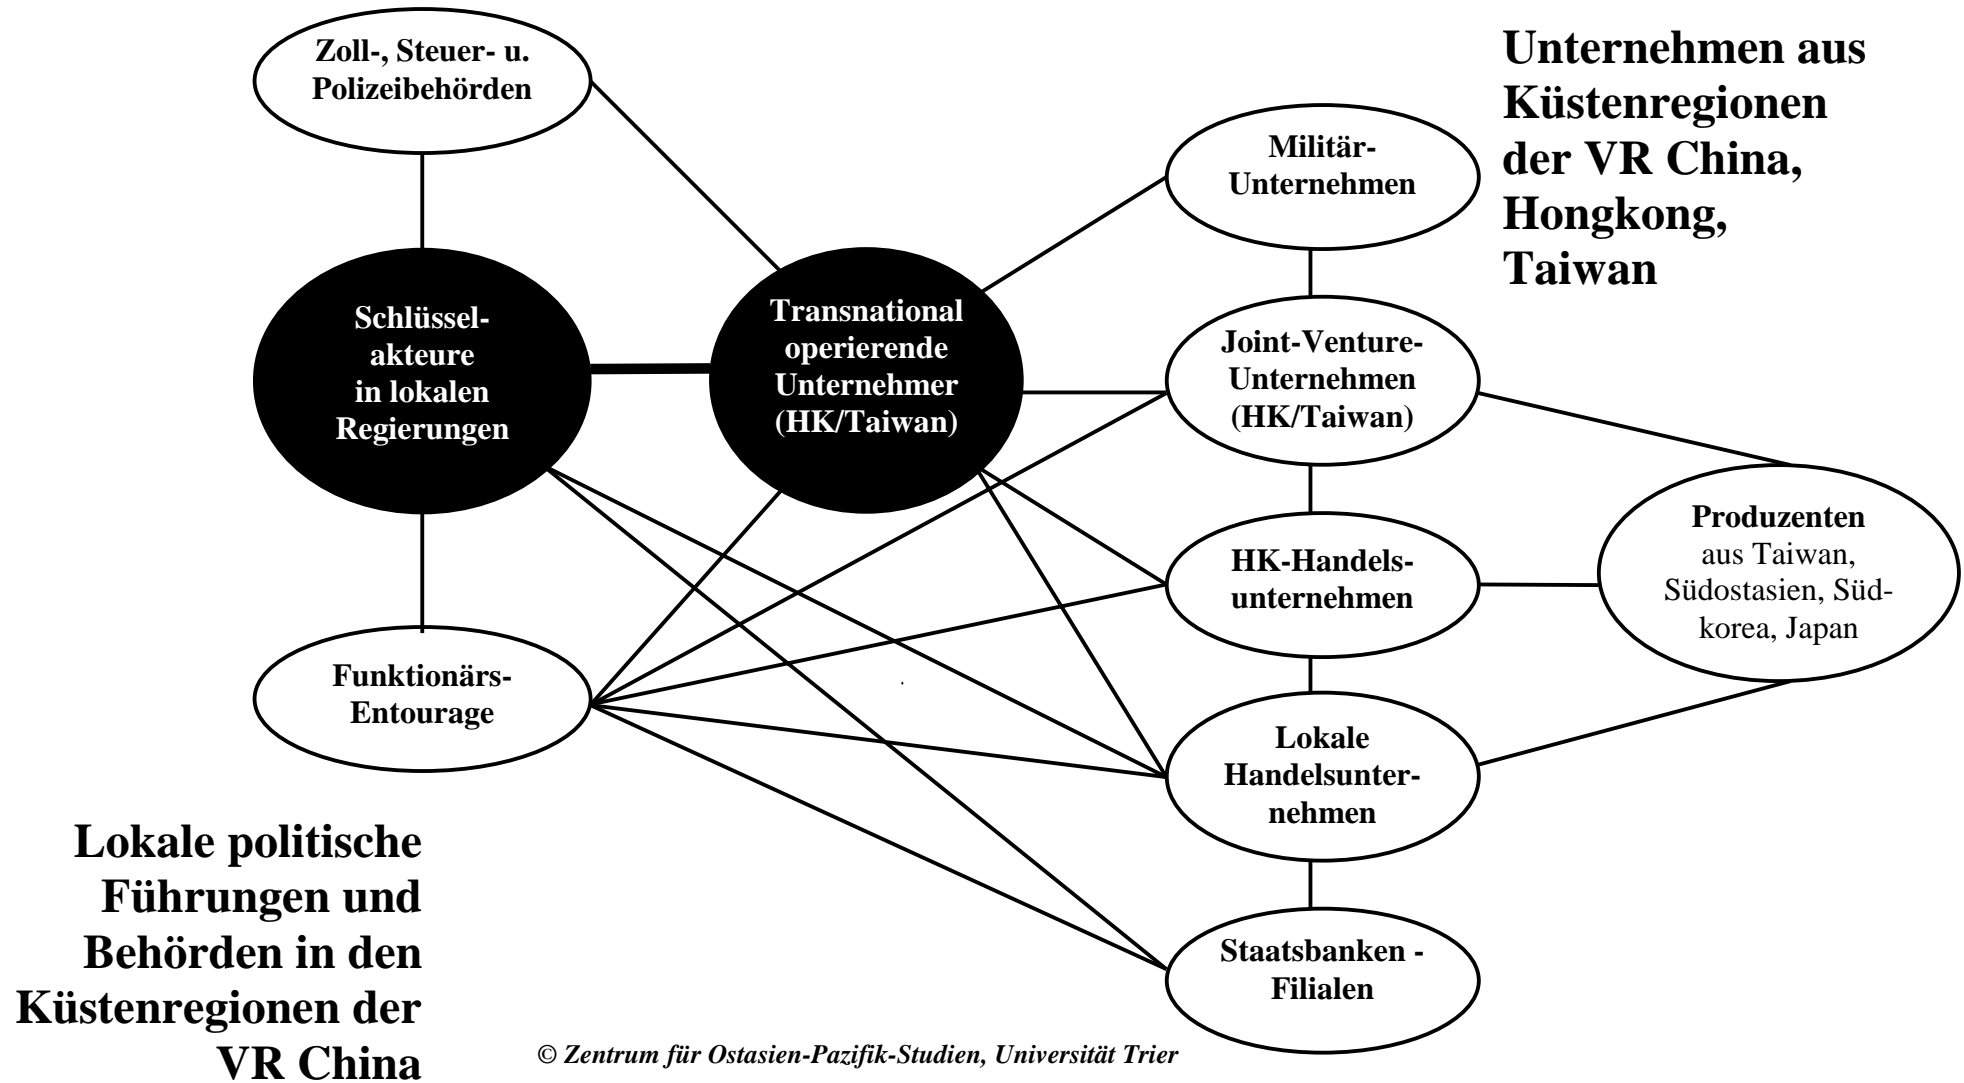 Zoll-, Steuer- u.
Polizeibehörden
Unternehmen aus
Küstenregionen
der VR China,
Hongkong,
Taiwan
Militär-
Unternehmen
Schlüssel-
akteure
in lokalen
Regierungen
Transnational
operierende
Unternehmer
(HK/Taiwan)
Joint-Venture-
Unternehmen
(HK/Taiwan)
Produzenten
aus Taiwan,
Südostasien, Süd-
korea, Japan
HK-Handels-
unternehmen
Funktionärs-
Entourage
Lokale
Handelsunter-
nehmen
Lokale politische
Führungen und
Behörden in den
Küstenregionen der
VR China
Staatsbanken -
Filialen
© Zentrum für Ostasien-Pazifik-Studien, Universität Trier